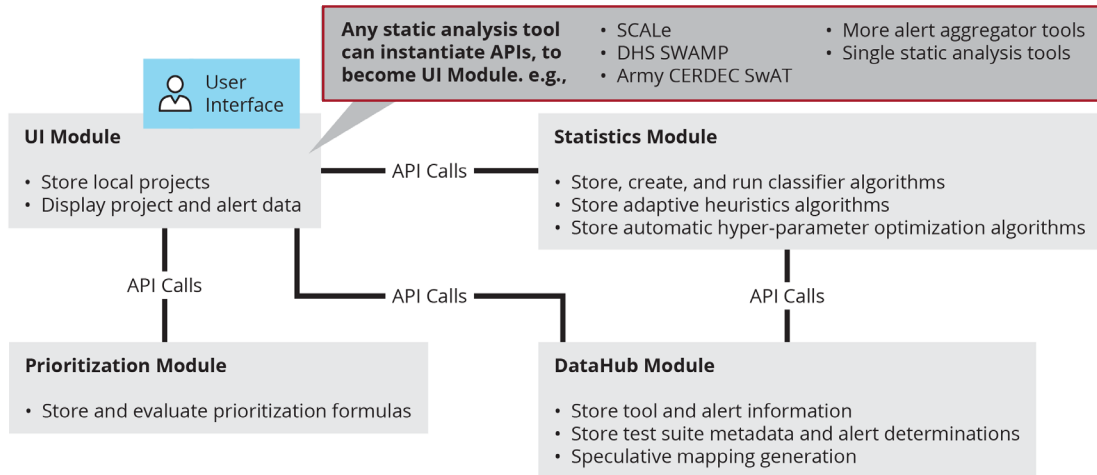 Any static analysis tool
can instantiate APIs, to
become UI Module. e.g.,
• SCALe
• DHS SWAMP
• Army CERDEC SwAT
• More alert aggregator tools
• Single static analysis tools
User
Interface
UI Module
• Store local projects
• Display project and alert data
API Calls
Statistics Module
• Store, create, and run classifier algorithms
• Store adaptive heuristics algorithms
• Store automatic hyper-parameter optimization algorithms
API Calls
API Calls
API Calls
Prioritization Module
• Store and evaluate prioritization formulas
DataHub Module
• Store tool and alert information
• Store test suite metadata and alert determinations
• Speculative mapping generation